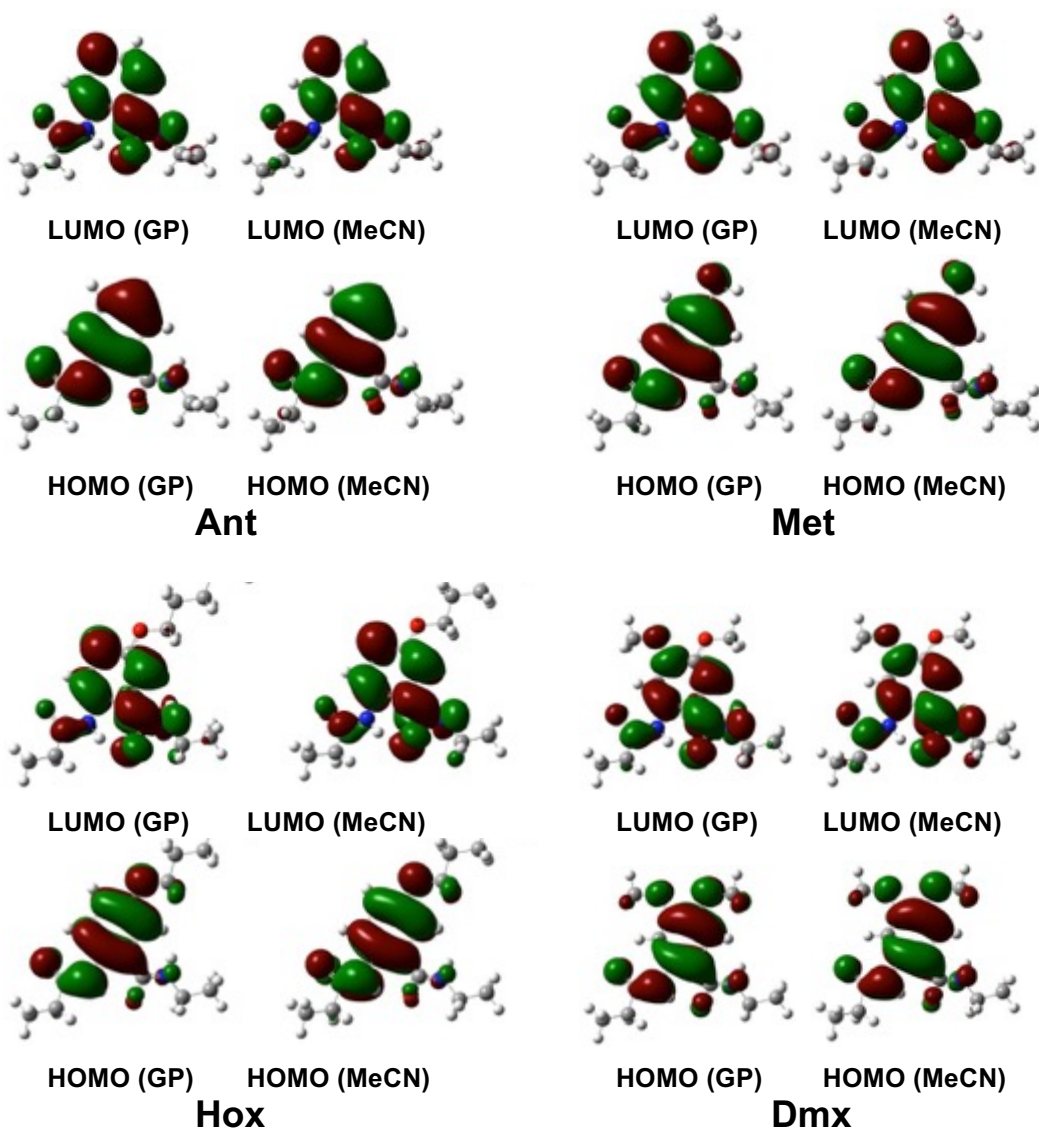 LUMO (GP) LUMO (MeCN) LUMO (GP) LUMO (MeCN)
HOMO (GP) HOMO (MeCN) HOMO (GP) HOMO (MeCN)
Ant Met
LUMO (GP) LUMO (MeCN) LUMO (GP) LUMO (MeCN)
HOMO (GP) HOMO (MeCN) HOMO (GP) HOMO (MeCN)
Hox Dmx